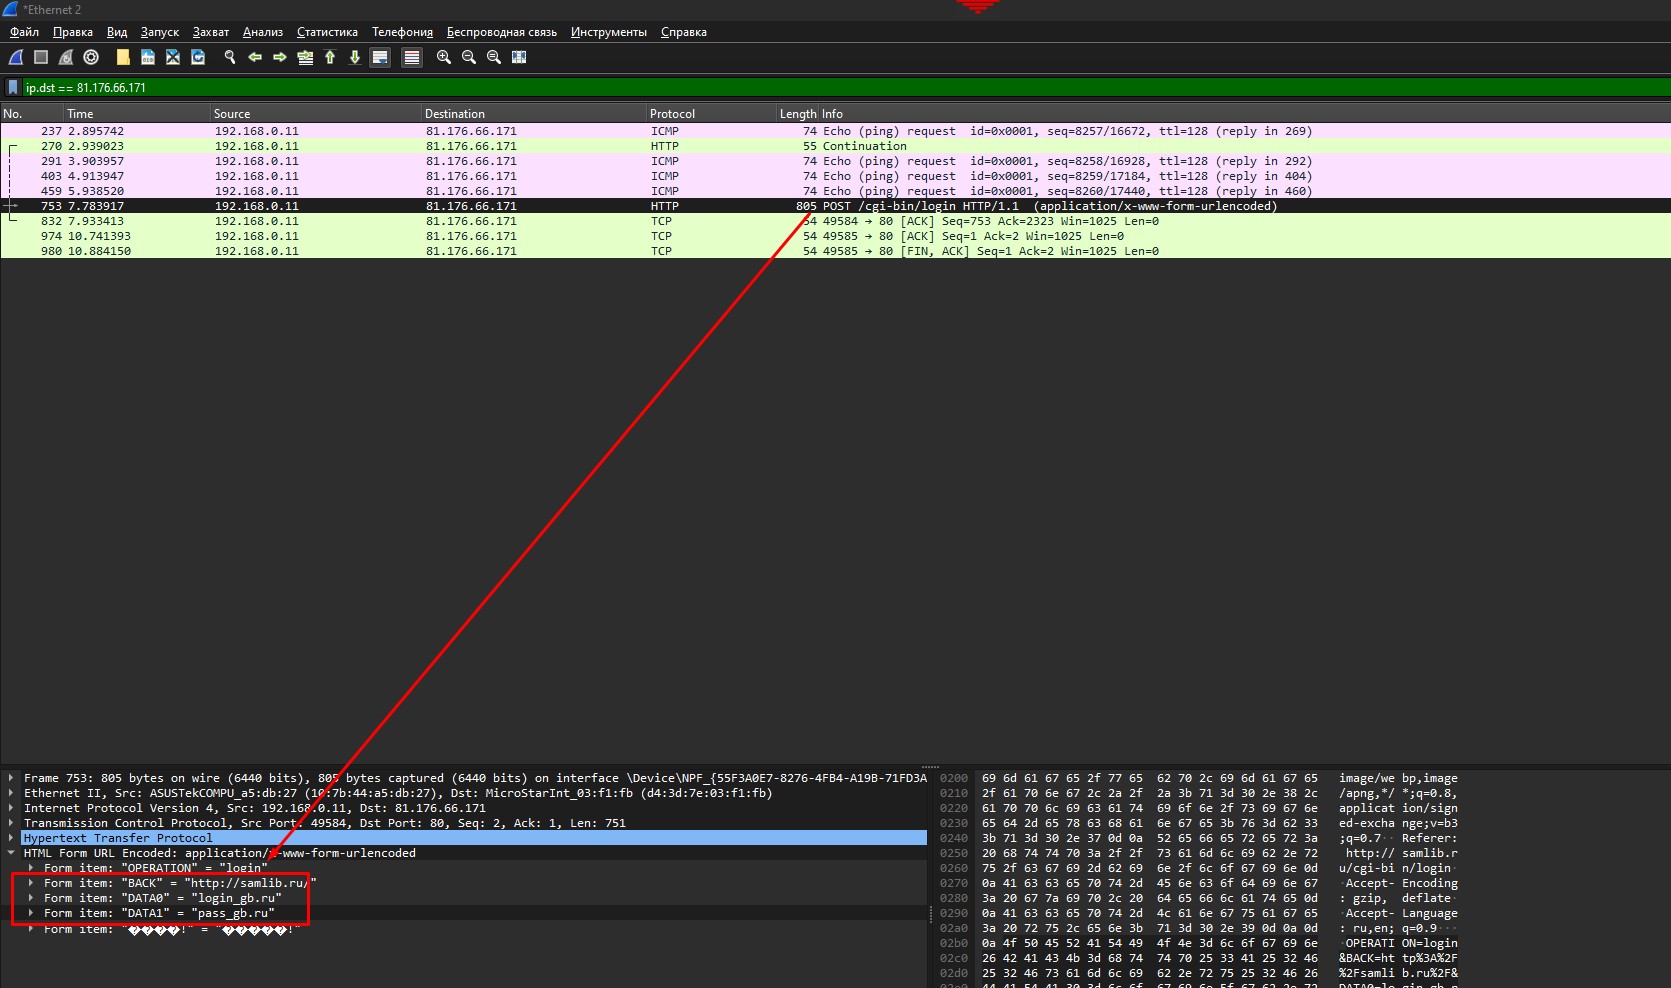 *Ethernet 2
Файл Правка Вид Запуск Захват Анализ Статистика Телефония Беспроводная связь Инструменты Справка
ip.dst == 81.176.66.171
No. Time Source Destination Protocol Length Info
237 2.895742 192.168.0.11 81.176.66.171 ICMP 74 Echo (ping) request id=0x0001, seq=8257/16672, ttl=128 (reply in 269)
270 2.939023 192.168.0.11 81.176.66.171 HTTP 55 Continuation
291 3.903957 192.168.0.11 81.176.66.171 ICMP 74 Echo (ping) request id=0x0001, seq=8258/16928, ttl=128 (reply in 292)
403 4.913947 192.168.0.11 81.176.66.171 ICMP 74 Echo (ping) request id=0x0001, seq=8259/17184, ttl=128 (reply in 404)
459 5.938520 192.168.0.11 81.176.66.171 ICMP 74 Echo (ping) request id=0x0001, seq=8260/17440, ttl=128 (reply in 460)
753 7.783917 192.168.0.11 81.176.66.171 HTTP 805 POST /cgi-bin/login HTTP/1.1 (application/x-www-form-urlencoded)
832 7.933413 192.168.0.11 81.176.66.171 TCP 54 49584 → 80 [ACK] Seq=753 Ack=2323 Win=1025 Len=0
974 10.741393 192.168.0.11 81.176.66.171 TCP 54 49585 → 80 [ACK] Seq=1 Ack=2 Win=1025 Len=0
980 10.884150 192.168.0.11 81.176.66.171 TCP 54 49585 → 80 [FIN, ACK] Seq=1 Ack=2 Win=1025 Len=0
Frame 753: 805 bytes on wire (6440 bits), 805 bytes captured (6440 bits) on interface \Device\NPF_{55F3A0E7-8276-4FB4-A19B-71FD3A
Ethernet II, Src: ASUSTekCOMPU_a5:db:27 (10:7b:44:a5:db:27), Dst: MicroStarInt_03:f1:fb (d4:3d:7e:03:f1:fb)
Internet Protocol Version 4, Src: 192.168.0.11, Dst: 81.176.66.171
Transmission Control Protocol, Src Port: 49584, Dst Port: 80, Seq: 2, Ack: 1, Len: 751
Hypertext Transfer Protocol
HTML Form URL Encoded: application/x-www-form-urlencoded
Form item: "OPERATION" = "login"
Form item: "BACK" = "http://samlib.ru/"
Form item: "DATA0" = "login_gb.ru"
Form item: "DATA1" = "pass_gb.ru"
Form item: "����!" = "�����!"
0200 69 6d 61 67 65 2f 77 65 62 70 2c 69 6d 61 67 65 image/we bp,image
0210 2f 61 70 6e 67 2c 2a 2f 2a 3b 71 3d 30 2e 38 2c /apng,*/ *;q=0.8,
0220 61 70 70 6c 69 63 61 74 69 6f 6e 2f 73 69 67 6e applicat ion/sign
0230 65 64 2d 65 78 63 68 61 6e 67 65 3b 76 3d 62 33 ed-excha nge;v=b3
0240 3b 71 3d 30 2e 37 0d 0a 52 65 66 65 72 65 72 3a ;q=0.7·· Referer:
0250 20 68 74 74 70 3a 2f 2f 73 61 6d 6c 69 62 2e 72 http:// samlib.r
0260 75 2f 63 67 69 2d 62 69 6e 2f 6c 6f 67 69 6e 0d u/cgi-bi n/login·
0270 0a 41 63 63 65 70 74 2d 45 6e 63 6f 64 69 6e 67 ·Accept- Encoding
0280 3a 20 67 7a 69 70 2c 20 64 65 66 6c 61 74 65 0d : gzip, deflate·
0290 0a 41 63 63 65 70 74 2d 4c 61 6e 67 75 61 67 65 ·Accept- Language
02a0 3a 20 72 75 2c 65 6e 3b 71 3d 30 2e 39 0d 0a 0d : ru,en; q=0.9···
02b0 0a 4f 50 45 52 41 54 49 4f 4e 3d 6c 6f 67 69 6e ·OPERATI ON=login
02c0 26 42 41 43 4b 3d 68 74 74 70 25 33 41 25 32 46 &BACK=ht tp%3A%2F
02d0 25 32 46 73 61 6d 6c 69 62 2e 72 75 25 32 46 26 %2Fsamli b.ru%2F&